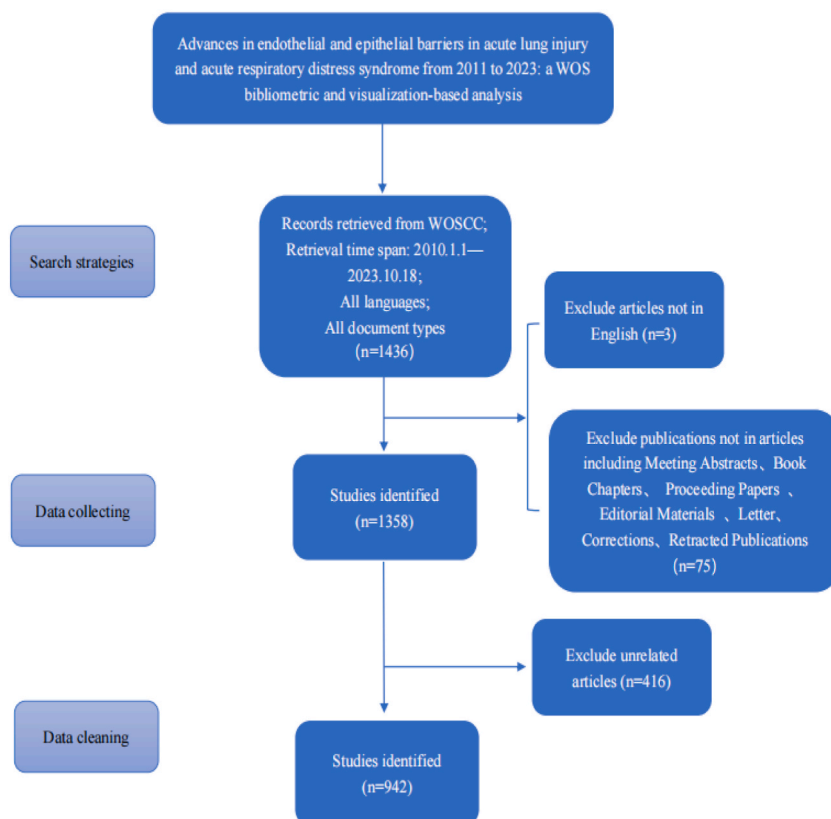 Advances in endothelial and epithelial barriers in acute lung injury
and acute respiratory distress syndrome from 2011 to 2023: a WOS
bibliometric and visualization-based analysis
Search strategies
Records retrieved from WOSCC;
Retrieval time span: 2010.1.1—
2023.10.18;
All languages;
All document types
(n=1436)
Exclude articles not in
English (n=3)
Exclude publications not in articles
including Meeting Abstracts、Book
Chapters、 Proceeding Papers 、
Editorial Materials 、Letter、
Corrections、Retracted Publications
(n=75)
Data collecting
Studies identified
(n=1358)
Exclude unrelated
articles (n=416)
Data cleaning
Studies identified
(n=942)